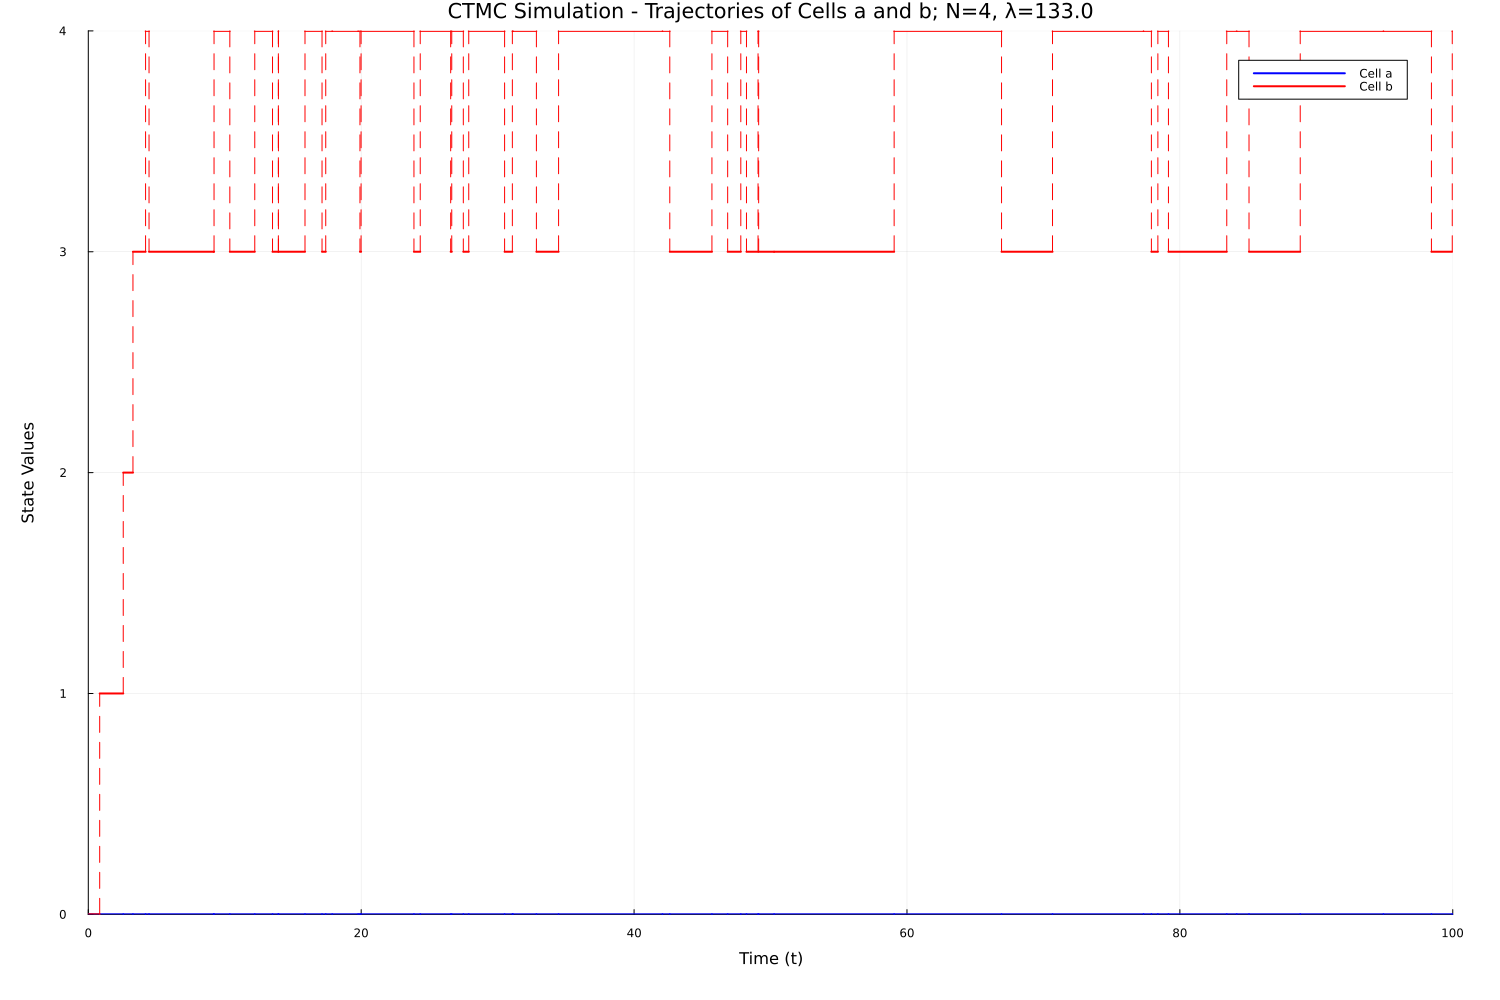 CTMC Simulation - Trajectories of Cells a and b; N=4, λ=133.0
4
Cell a
Cell b
3
State Values
2
1
0
0 20 40 60 80 100
Time (t)